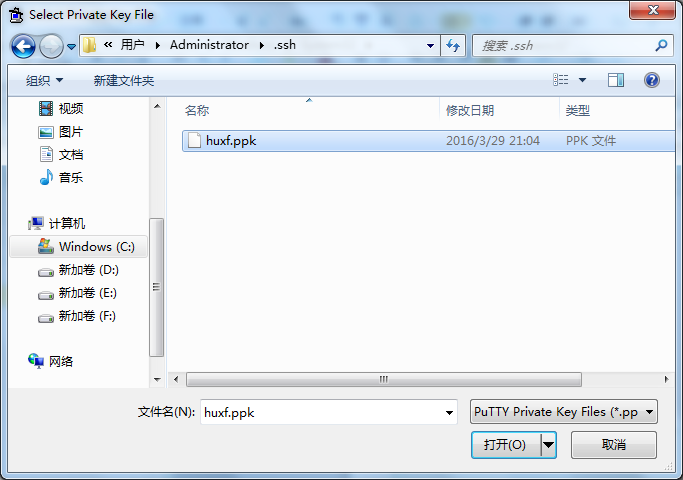 Select Private Key File
« 用户 Administrator .ssh
搜索 .ssh
组织 新建文件夹
名称 修改日期 类型
huxf.ppk 2016/3/29 21:04 PPK 文件
视频
图片
文档
音乐
计算机
Windows (C:)
新加卷 (D:)
新加卷 (E:)
新加卷 (F:)
网络
文件名(N): huxf.ppk PuTTY Private Key Files (*.pp
打开(O) 取消